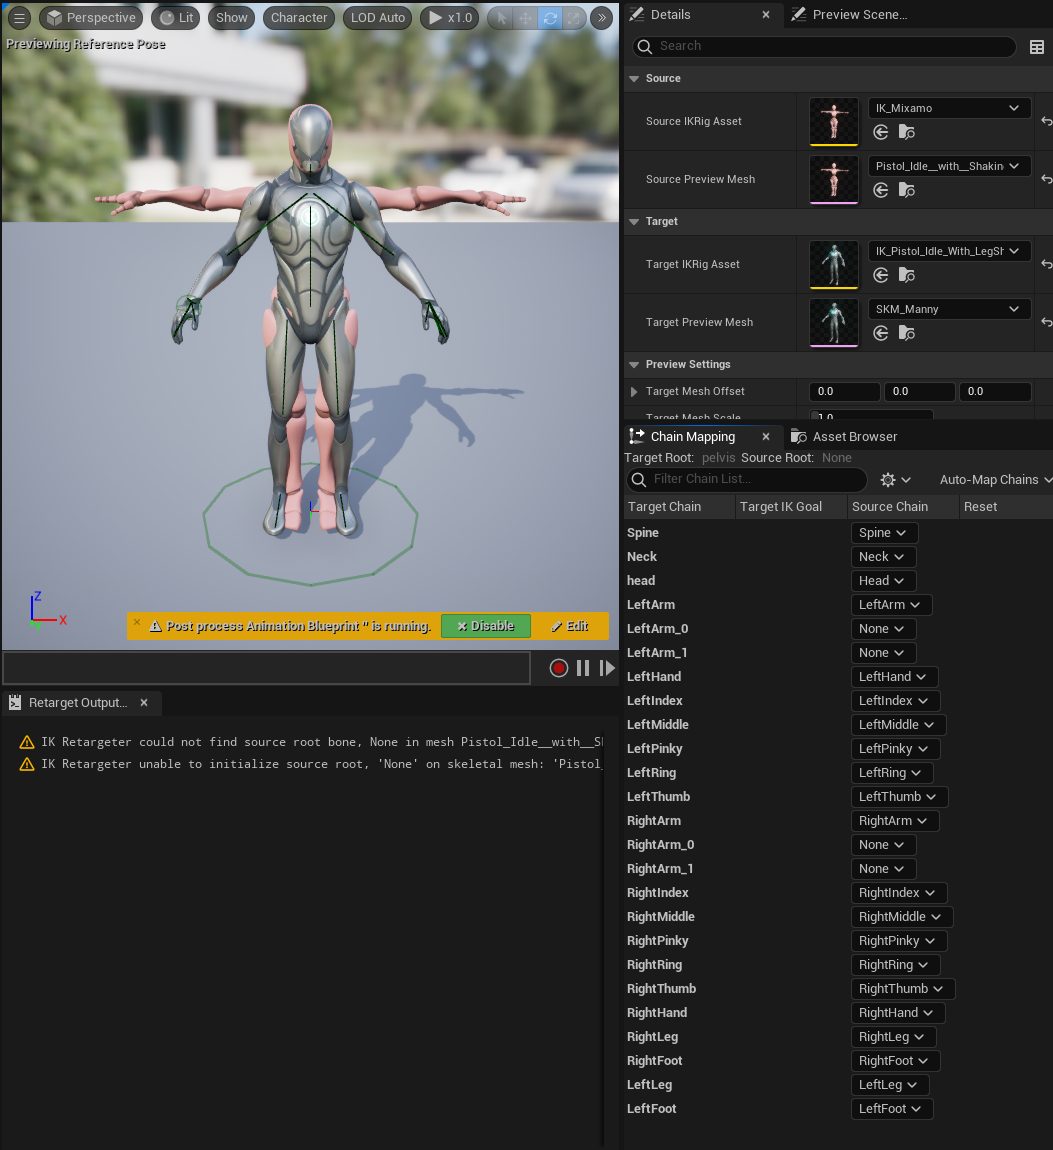 Perspective Lit Show Character LOD Auto x1.0
Previewing Reference Pose
Z
X
Post process Animation Blueprint '' is running. Disable Edit
Retarget Output...
IK Retargeter could not find source root bone, None in mesh Pistol_Idle__with__S
IK Retargeter unable to initialize source root, 'None' on skeletal mesh: 'Pistol_
Details Preview Scene...
Search
Source
Source IKRig Asset IK_Mixamo
Source Preview Mesh Pistol_Idle__with__Shakin
Target
Target IKRig Asset IK_Pistol_Idle_With_LegSh
Target Preview Mesh SKM_Manny
Preview Settings
Target Mesh Offset 0.0 0.0 0.0
Target Mesh Scale 1.0
Chain Mapping Asset Browser
Target Root: pelvis Source Root: None
Filter Chain List... Auto-Map Chains
Target Chain Target IK Goal Source Chain Reset
Spine Spine
Neck Neck
head Head
LeftArm LeftArm
LeftArm_0 None
LeftArm_1 None
LeftHand LeftHand
LeftIndex LeftIndex
LeftMiddle LeftMiddle
LeftPinky LeftPinky
LeftRing LeftRing
LeftThumb LeftThumb
RightArm RightArm
RightArm_0 None
RightArm_1 None
RightIndex RightIndex
RightMiddle RightMiddle
RightPinky RightPinky
RightRing RightRing
RightThumb RightThumb
RightHand RightHand
RightLeg RightLeg
RightFoot RightFoot
LeftLeg LeftLeg
LeftFoot LeftFoot